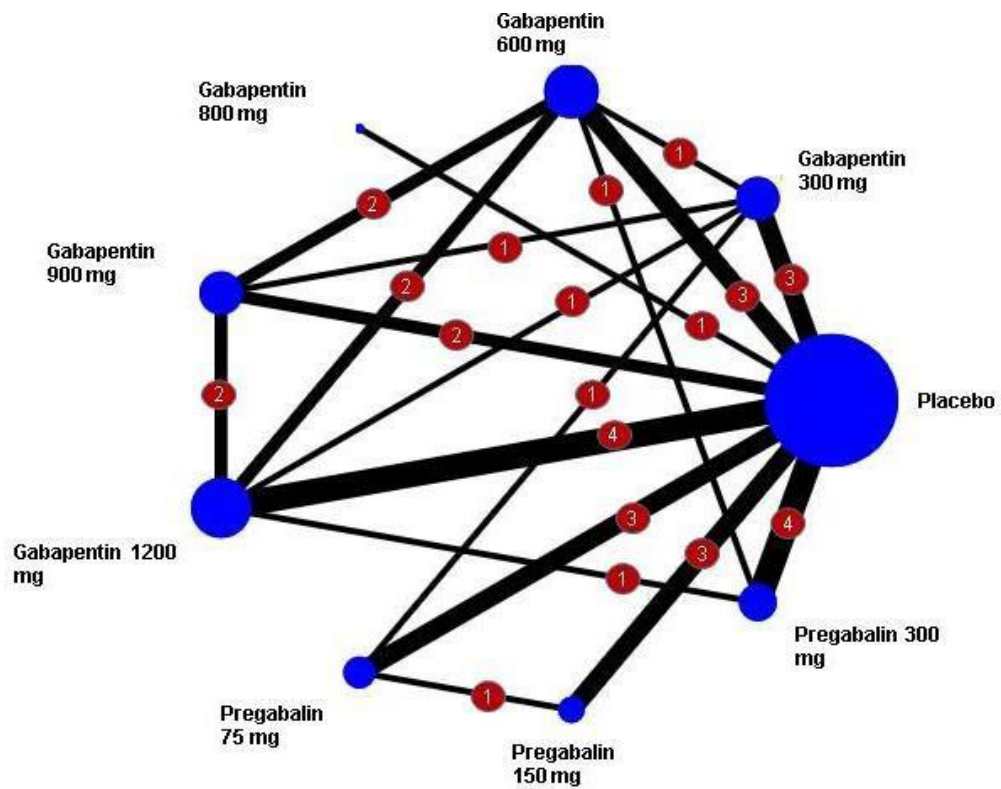 Gabapentin
600 mg
Gabapentin
800 mg
1
Gabapentin
300 mg
1
2
1
Gabapentin
900 mg
2
1
3
3
1
2
1
2
1
Placebo
4
3
4
Gabapentin 1200
mg
3
1
Pregabalin 300
mg
1
Pregabalin
75 mg
Pregabalin
150 mg